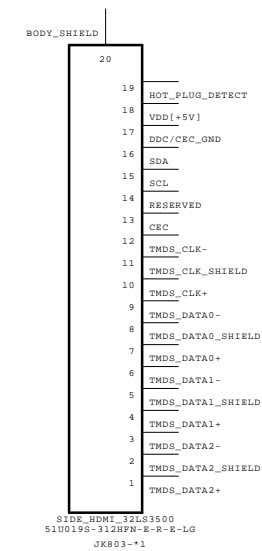 BODY_SHIELD
20
19
HOT_PLUG_DETECT
18
VDD[+5V]
17
DDC/CEC_GND
16
SDA
15
SCL
14
RESERVED
13
CEC
12
TMDS_CLK-
11
TMDS_CLK_SHIELD
10
TMDS_CLK+
9
TMDS_DATA0-
8
TMDS_DATA0_SHIELD
7
TMDS_DATA0+
6
TMDS_DATA1-
5
TMDS_DATA1_SHIELD
4
TMDS_DATA1+
3
TMDS_DATA2-
2
TMDS_DATA2_SHIELD
1
TMDS_DATA2+
SIDE_HDMI_32LS3500
51U019S-312HFN-E-R-E-LG
JK803-*1